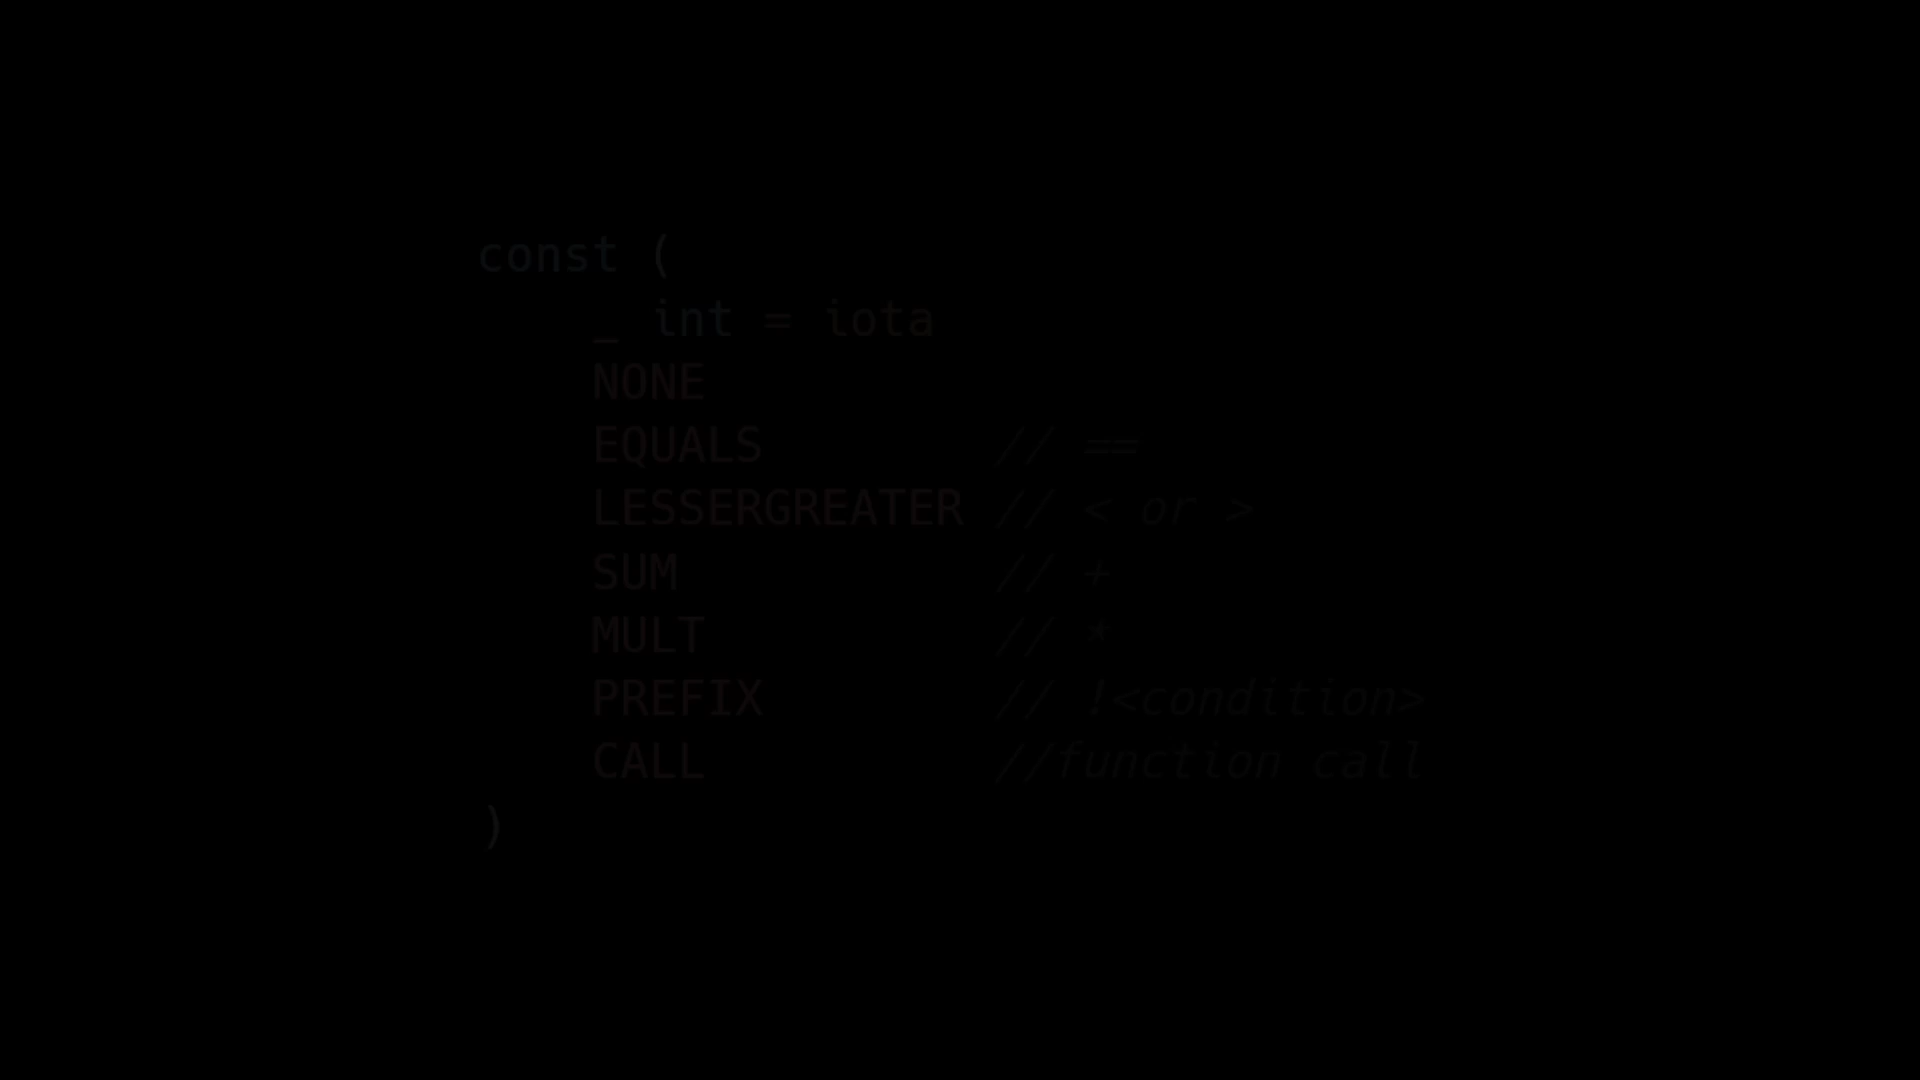 const (
    _ int = iota
    NONE
    EQUALS        // ==
    LESSERGREATER // < or >
    SUM           // +
    MULT          // *
    PREFIX        // !<condition>
    CALL          //function call
)